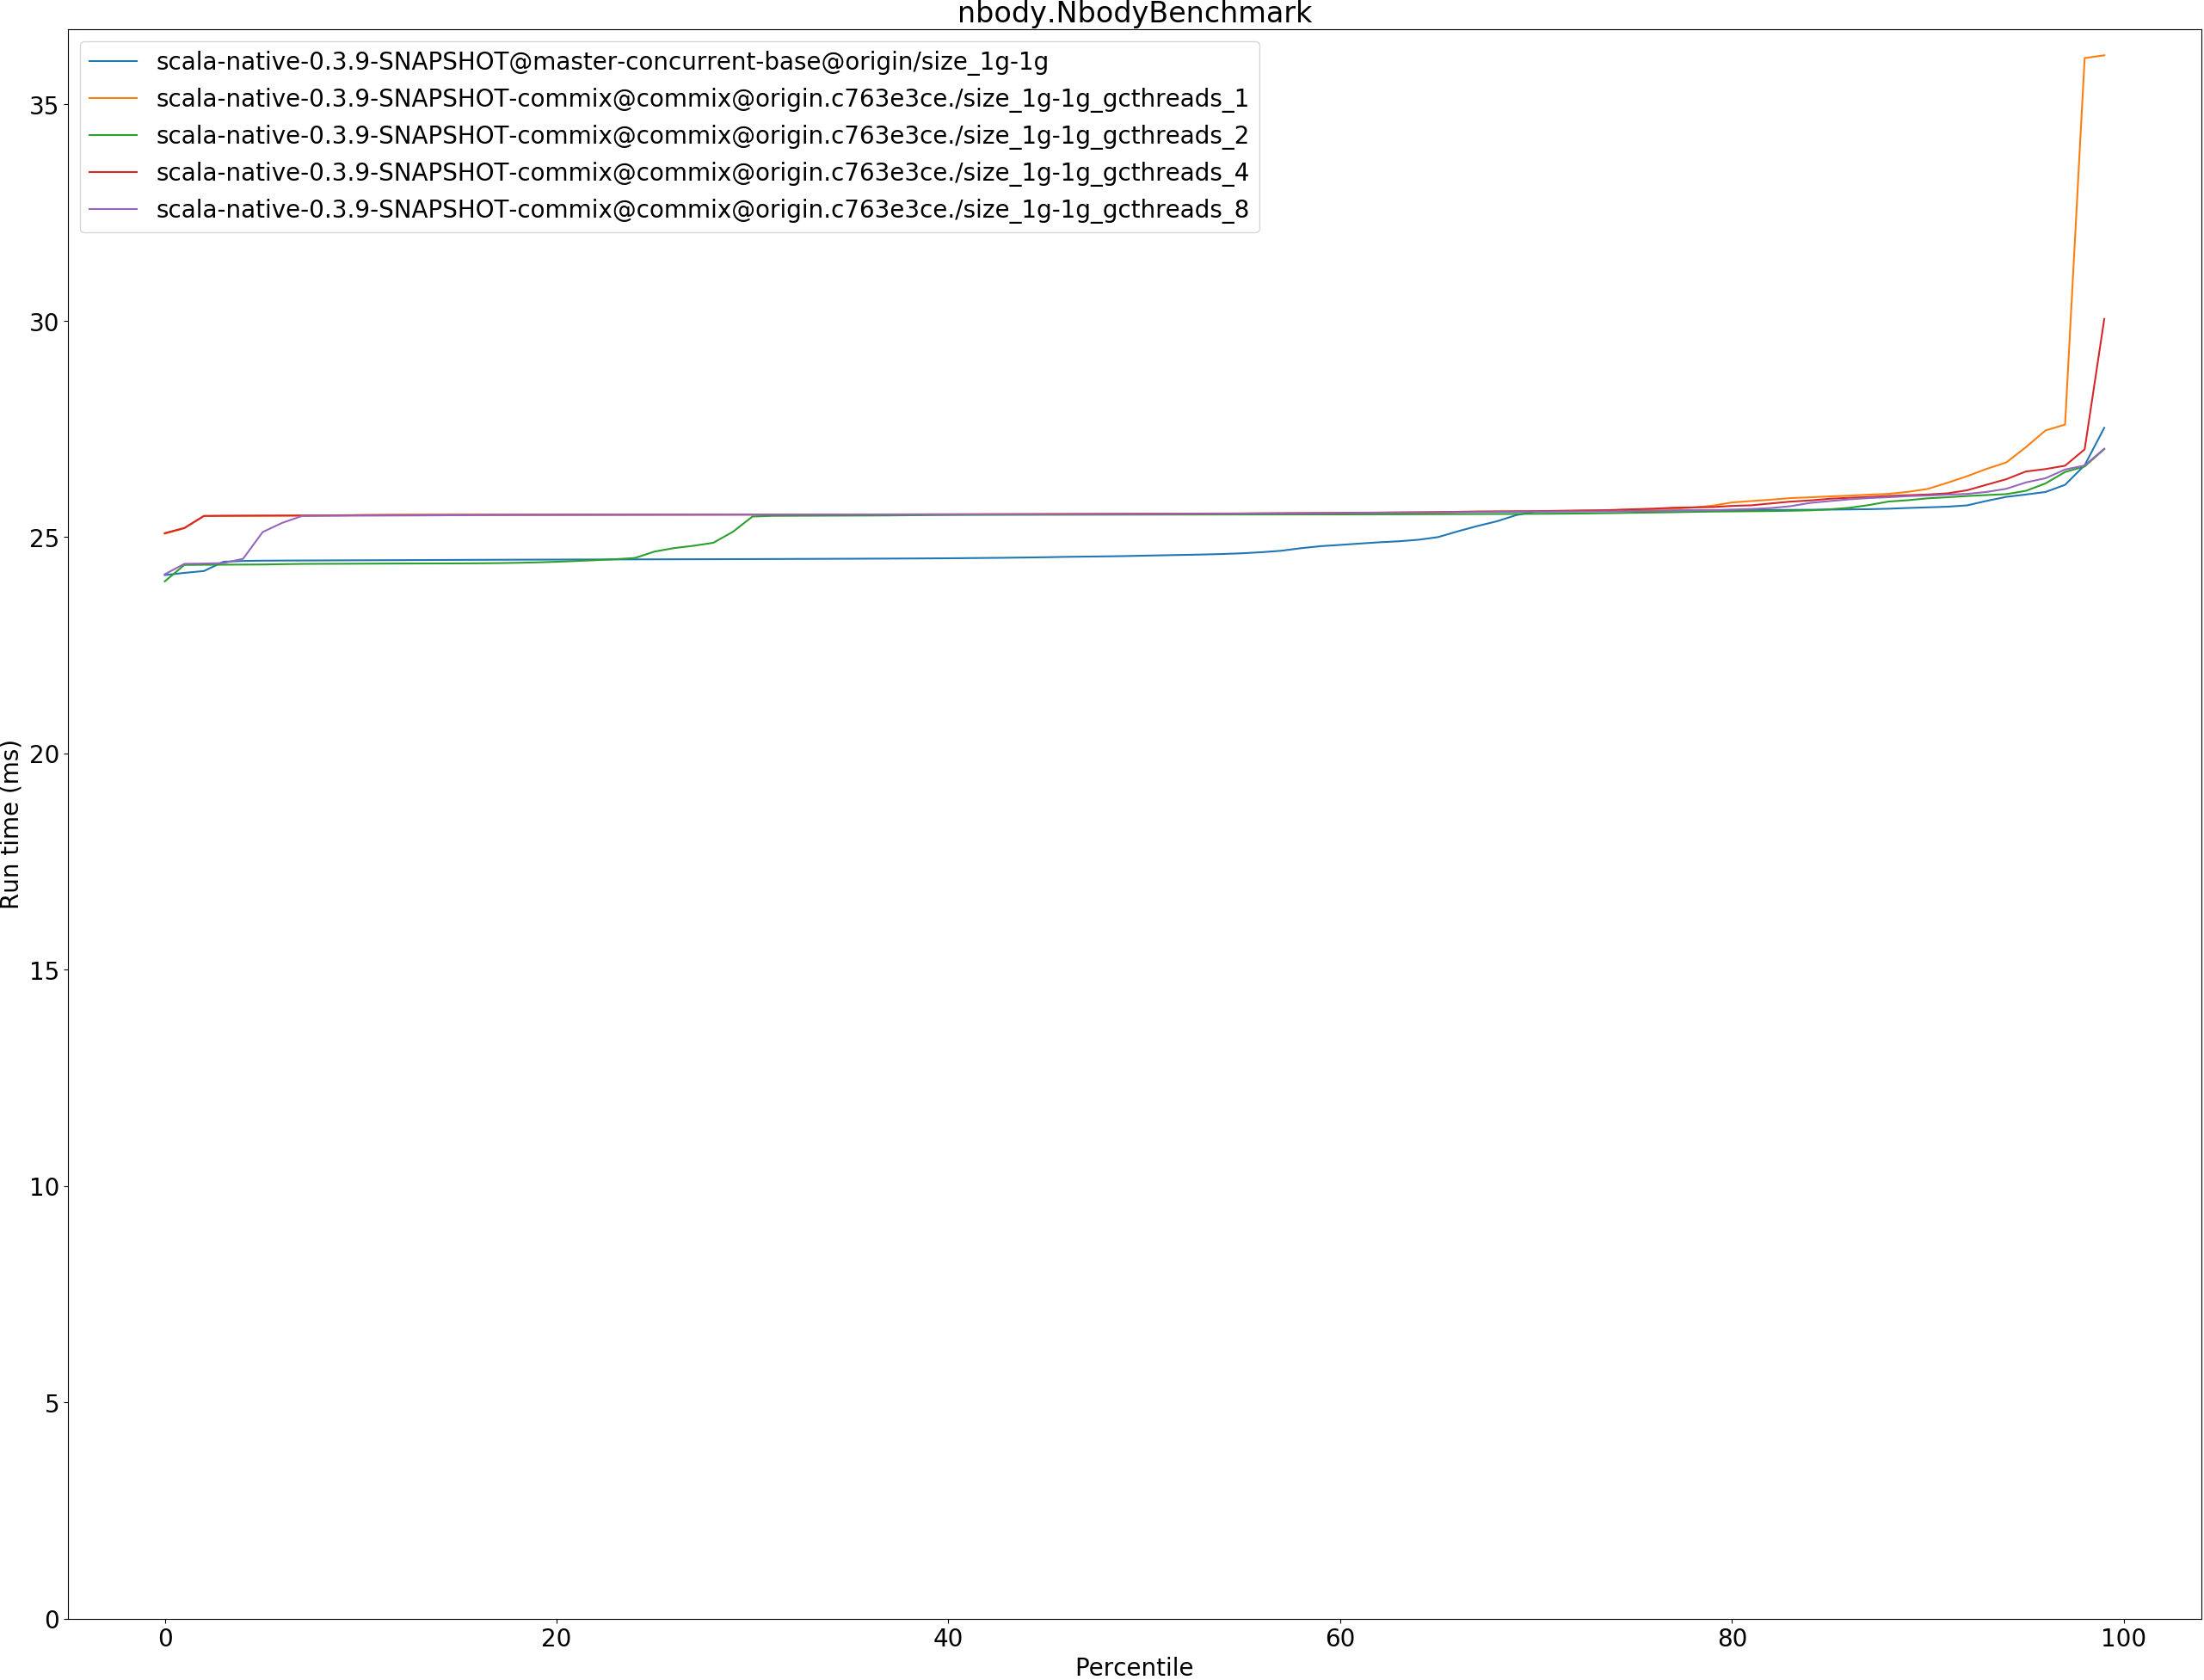 nbody.NbodyBenchmark
scala-native-0.3.9-SNAPSHOT@master-concurrent-base@origin/size_1g-1g
scala-native-0.3.9-SNAPSHOT-commix@commix@origin.c763e3ce./size_1g-1g_gcthreads_1
scala-native-0.3.9-SNAPSHOT-commix@commix@origin.c763e3ce./size_1g-1g_gcthreads_2
scala-native-0.3.9-SNAPSHOT-commix@commix@origin.c763e3ce./size_1g-1g_gcthreads_4
scala-native-0.3.9-SNAPSHOT-commix@commix@origin.c763e3ce./size_1g-1g_gcthreads_8
35
30
25
20
15
10
5
0
Run time (ms)
0 20 40 60 80 100
Percentile